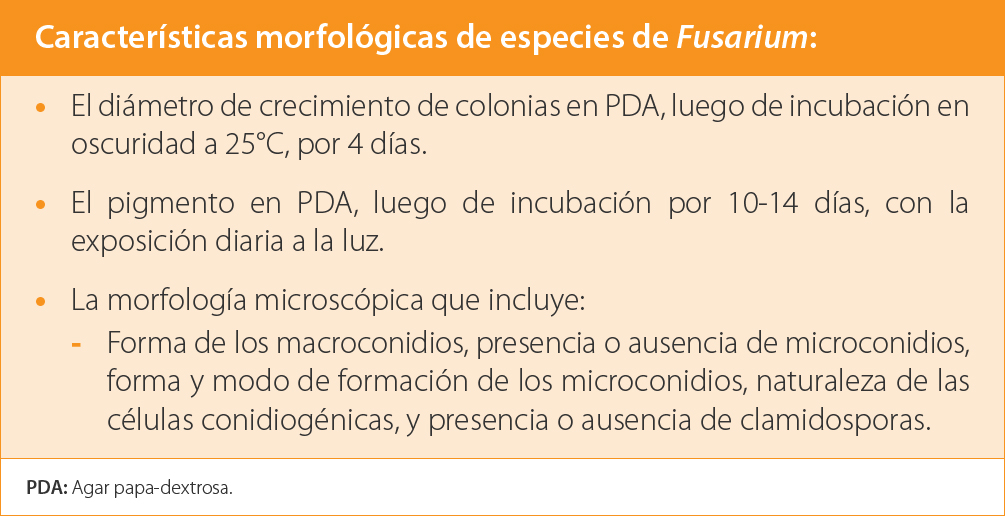 Características morfológicas de especies de Fusarium:
• El diámetro de crecimiento de colonias en PDA, luego de incubación en
oscuridad a 25°C, por 4 días.
• El pigmento en PDA, luego de incubación por 10-14 días, con la
exposición diaria a la luz.
• La morfología microscópica que incluye:
- Forma de los macroconidios, presencia o ausencia de microconidios,
forma y modo de formación de los microconidios, naturaleza de las
células conidiogénicas, y presencia o ausencia de clamidosporas.
PDA: Agar papa-dextrosa.